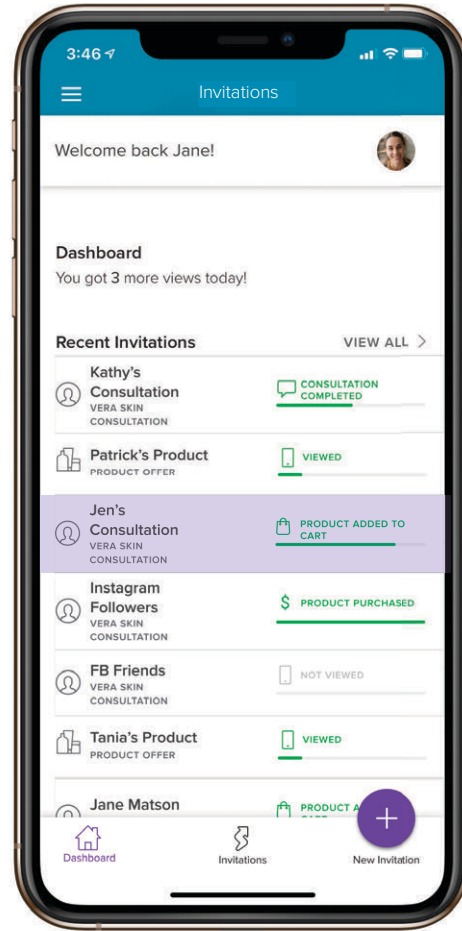 3:46
Invitations
Welcome back Jane!
Dashboard
You got 3 more views today!
Recent Invitations VIEW ALL
Kathy's
Consultation
VERA SKIN
CONSULTATION
CONSULTATION
COMPLETED
Patrick's Product
PRODUCT OFFER
VIEWED
Jen's
Consultation
VERA SKIN
CONSULTATION
PRODUCT ADDED TO
CART
Instagram
Followers
VERA SKIN
CONSULTATION
$ PRODUCT PURCHASED
FB Friends
VERA SKIN
CONSULTATION
NOT VIEWED
Tania's Product
PRODUCT OFFER
VIEWED
Jane Matson
PRODUCT
Dashboard
Invitations
New Invitation